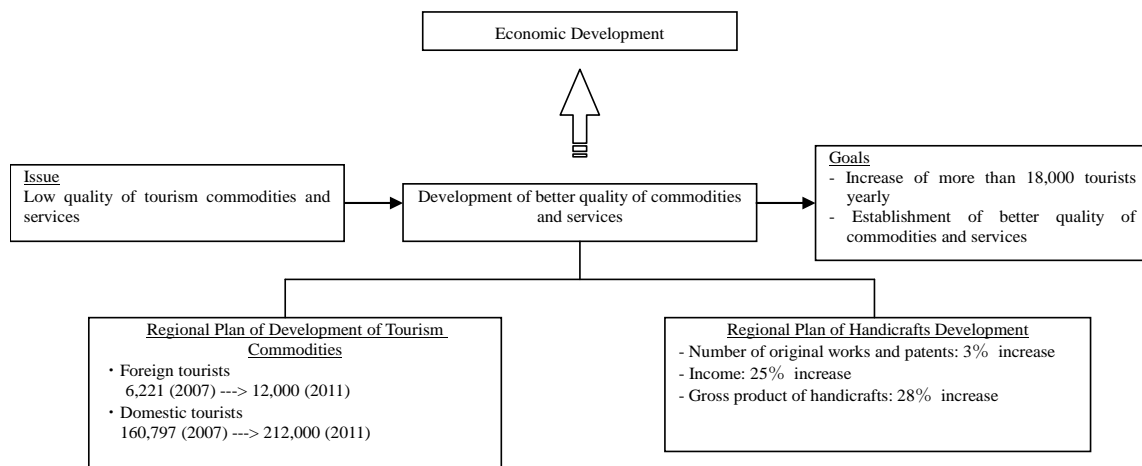 Economic Development
Issue
Low quality of tourism commodities and
services
Development of better quality of commodities
and services
Goals
- Increase of more than 18,000 tourists
yearly
- Establishment of better quality of
commodities and services
Regional Plan of Development of Tourism
Commodities
・Foreign tourists
6,221 (2007) ---> 12,000 (2011)
・Domestic tourists
160,797 (2007) ---> 212,000 (2011)
Regional Plan of Handicrafts Development
- Number of original works and patents: 3% increase
- Income: 25% increase
- Gross product of handicrafts: 28% increase